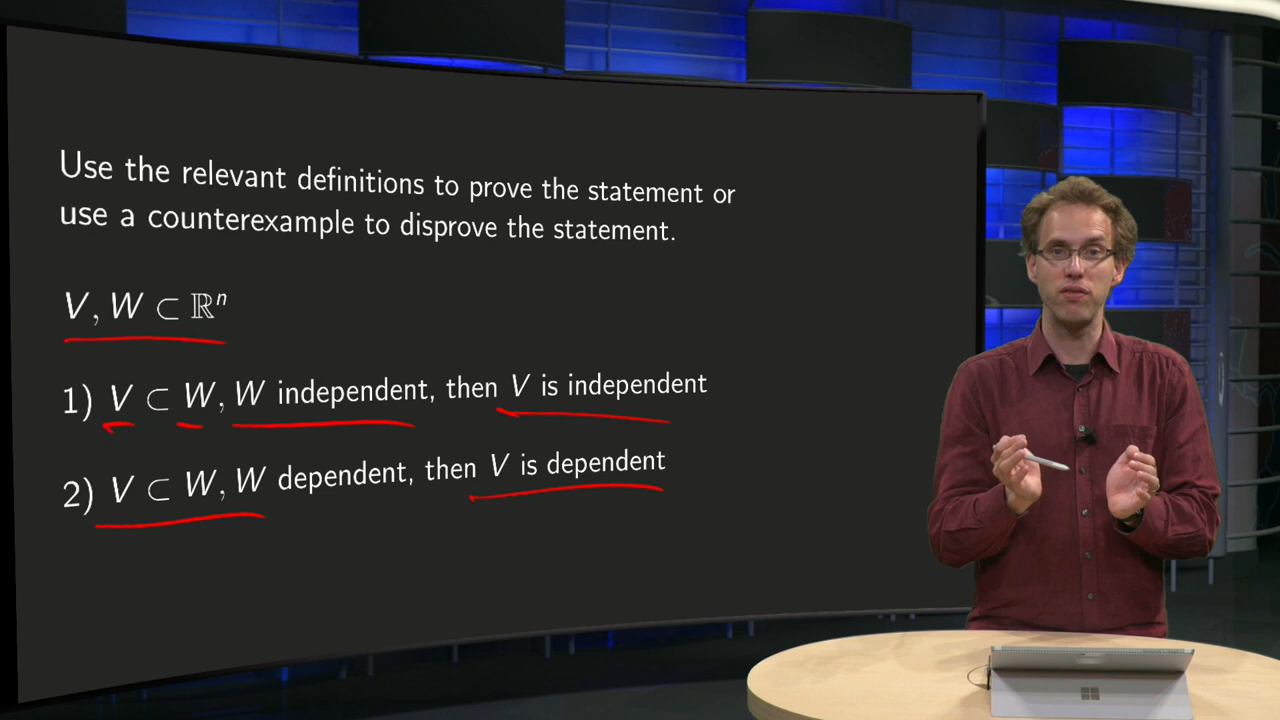 Use the relevant definitions to prove the statement or
use a counterexample to disprove the statement.
V, W ⊂ ℝⁿ
1) V ⊂ W, W independent, then V is independent
2) V ⊂ W, W dependent, then V is dependent